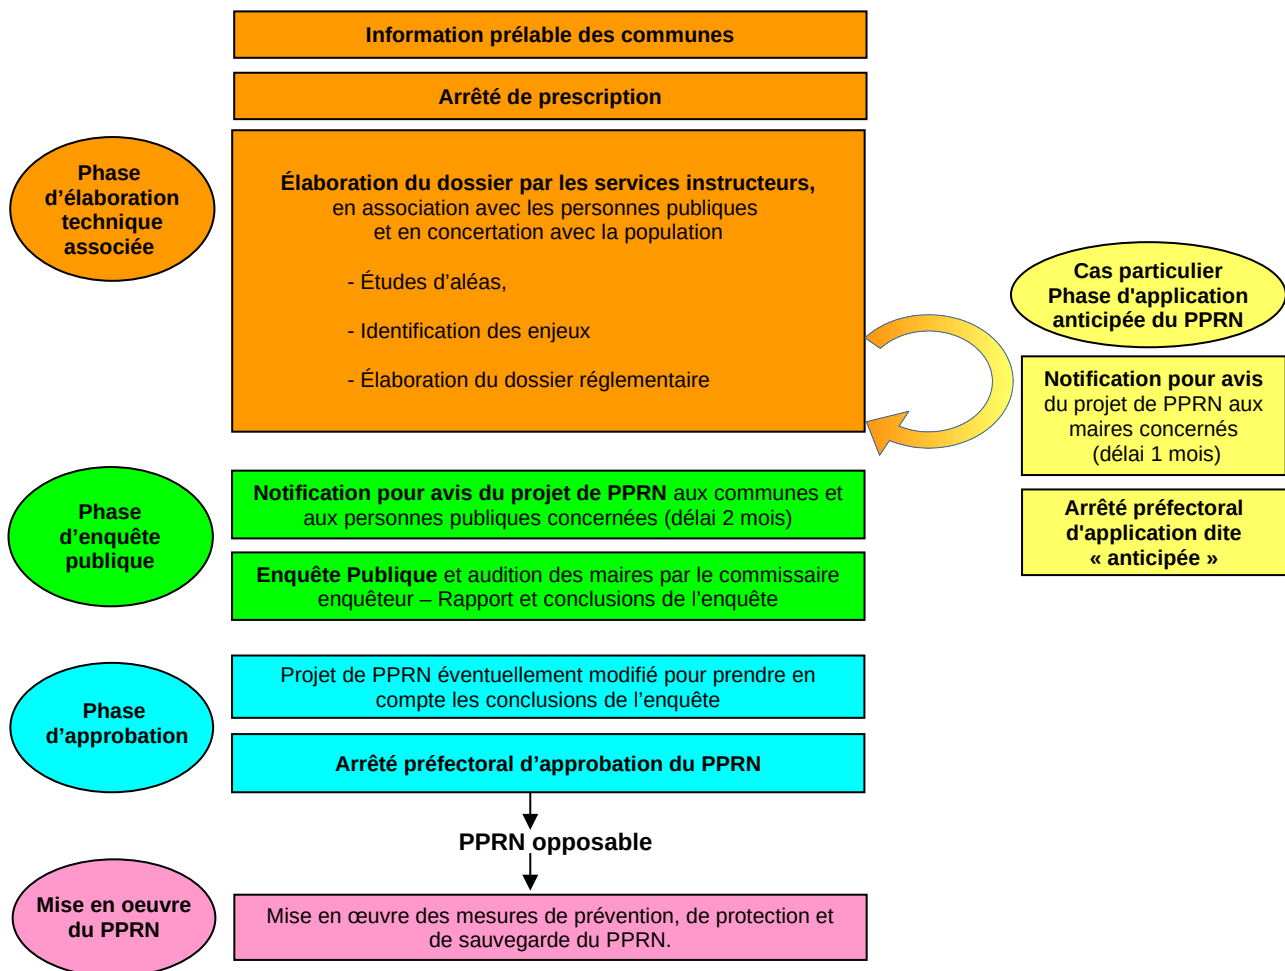 Information prélable des communes
Arrêté de prescription
Phase
d’élaboration
technique
associée
Élaboration du dossier par les services instructeurs,
en association avec les personnes publiques
et en concertation avec la population
- Études d’aléas,
- Identification des enjeux
- Élaboration du dossier réglementaire
Cas particulier
Phase d'application
anticipée du PPRN
Notification pour avis
du projet de PPRN aux
maires concernés
(délai 1 mois)
Arrêté préfectoral
d'application dite
« anticipée »
Phase
d’enquête
publique
Notification pour avis du projet de PPRN aux communes et
aux personnes publiques concernées (délai 2 mois)
Enquête Publique et audition des maires par le commissaire
enquêteur – Rapport et conclusions de l’enquête
Phase
d’approbation
Projet de PPRN éventuellement modifié pour prendre en
compte les conclusions de l’enquête
Arrêté préfectoral d’approbation du PPRN
PPRN opposable
Mise en oeuvre
du PPRN
Mise en œuvre des mesures de prévention, de protection et
de sauvegarde du PPRN.